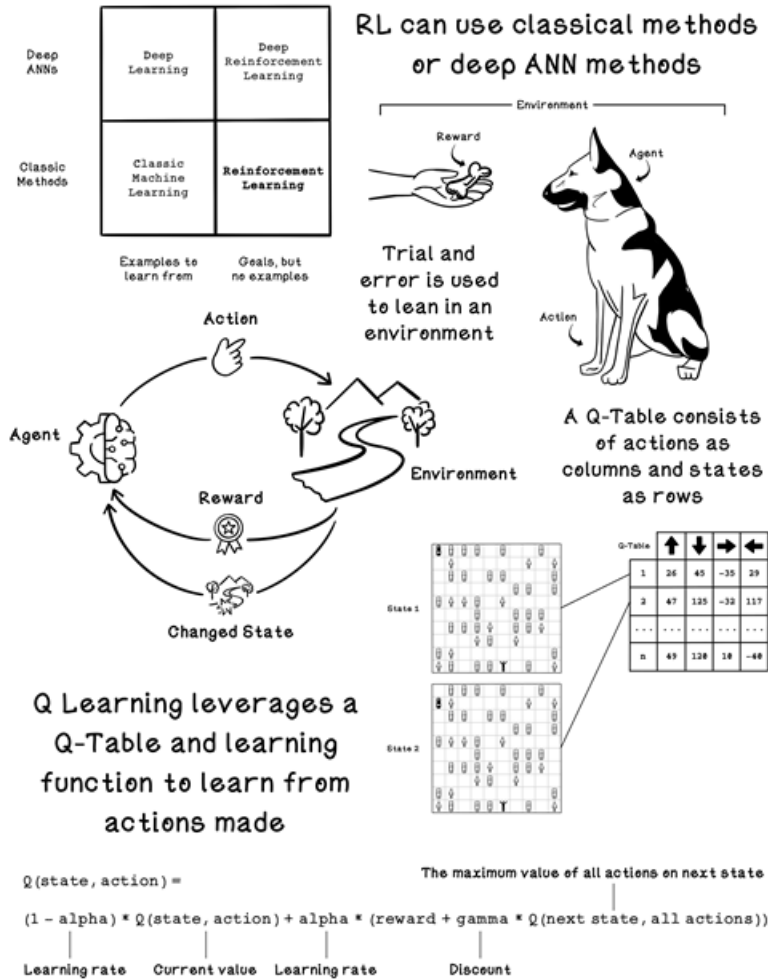 RL can use classical methods
or deep ANN methods
Deep
ANNs
Deep
Learning
Deep
Reinforcement
Learning
Classic
Methods
Classic
Machine
Learning
Reinforcement
Learning
Examples to
learn from
Goals, but
no examples
Environment
Reward
Agent
Action
Trial and
error is used
to lean in an
environment
Action
Agent
Environment
Reward
Changed State
A Q-Table consists
of actions as
columns and states
as rows
Q-Table
1 26 45 -35 29
2 47 125 -32 117
... ... ... ... ...
n 49 120 10 -60
State 1
State 2
Q Learning leverages a
Q-Table and learning
function to learn from
actions made
The maximum value of all actions on next state
Q(state, action) =
(1 - alpha) * Q(state, action) + alpha * (reward + gamma * Q(next state, all actions))
Learning rate Current value Learning rate Discount